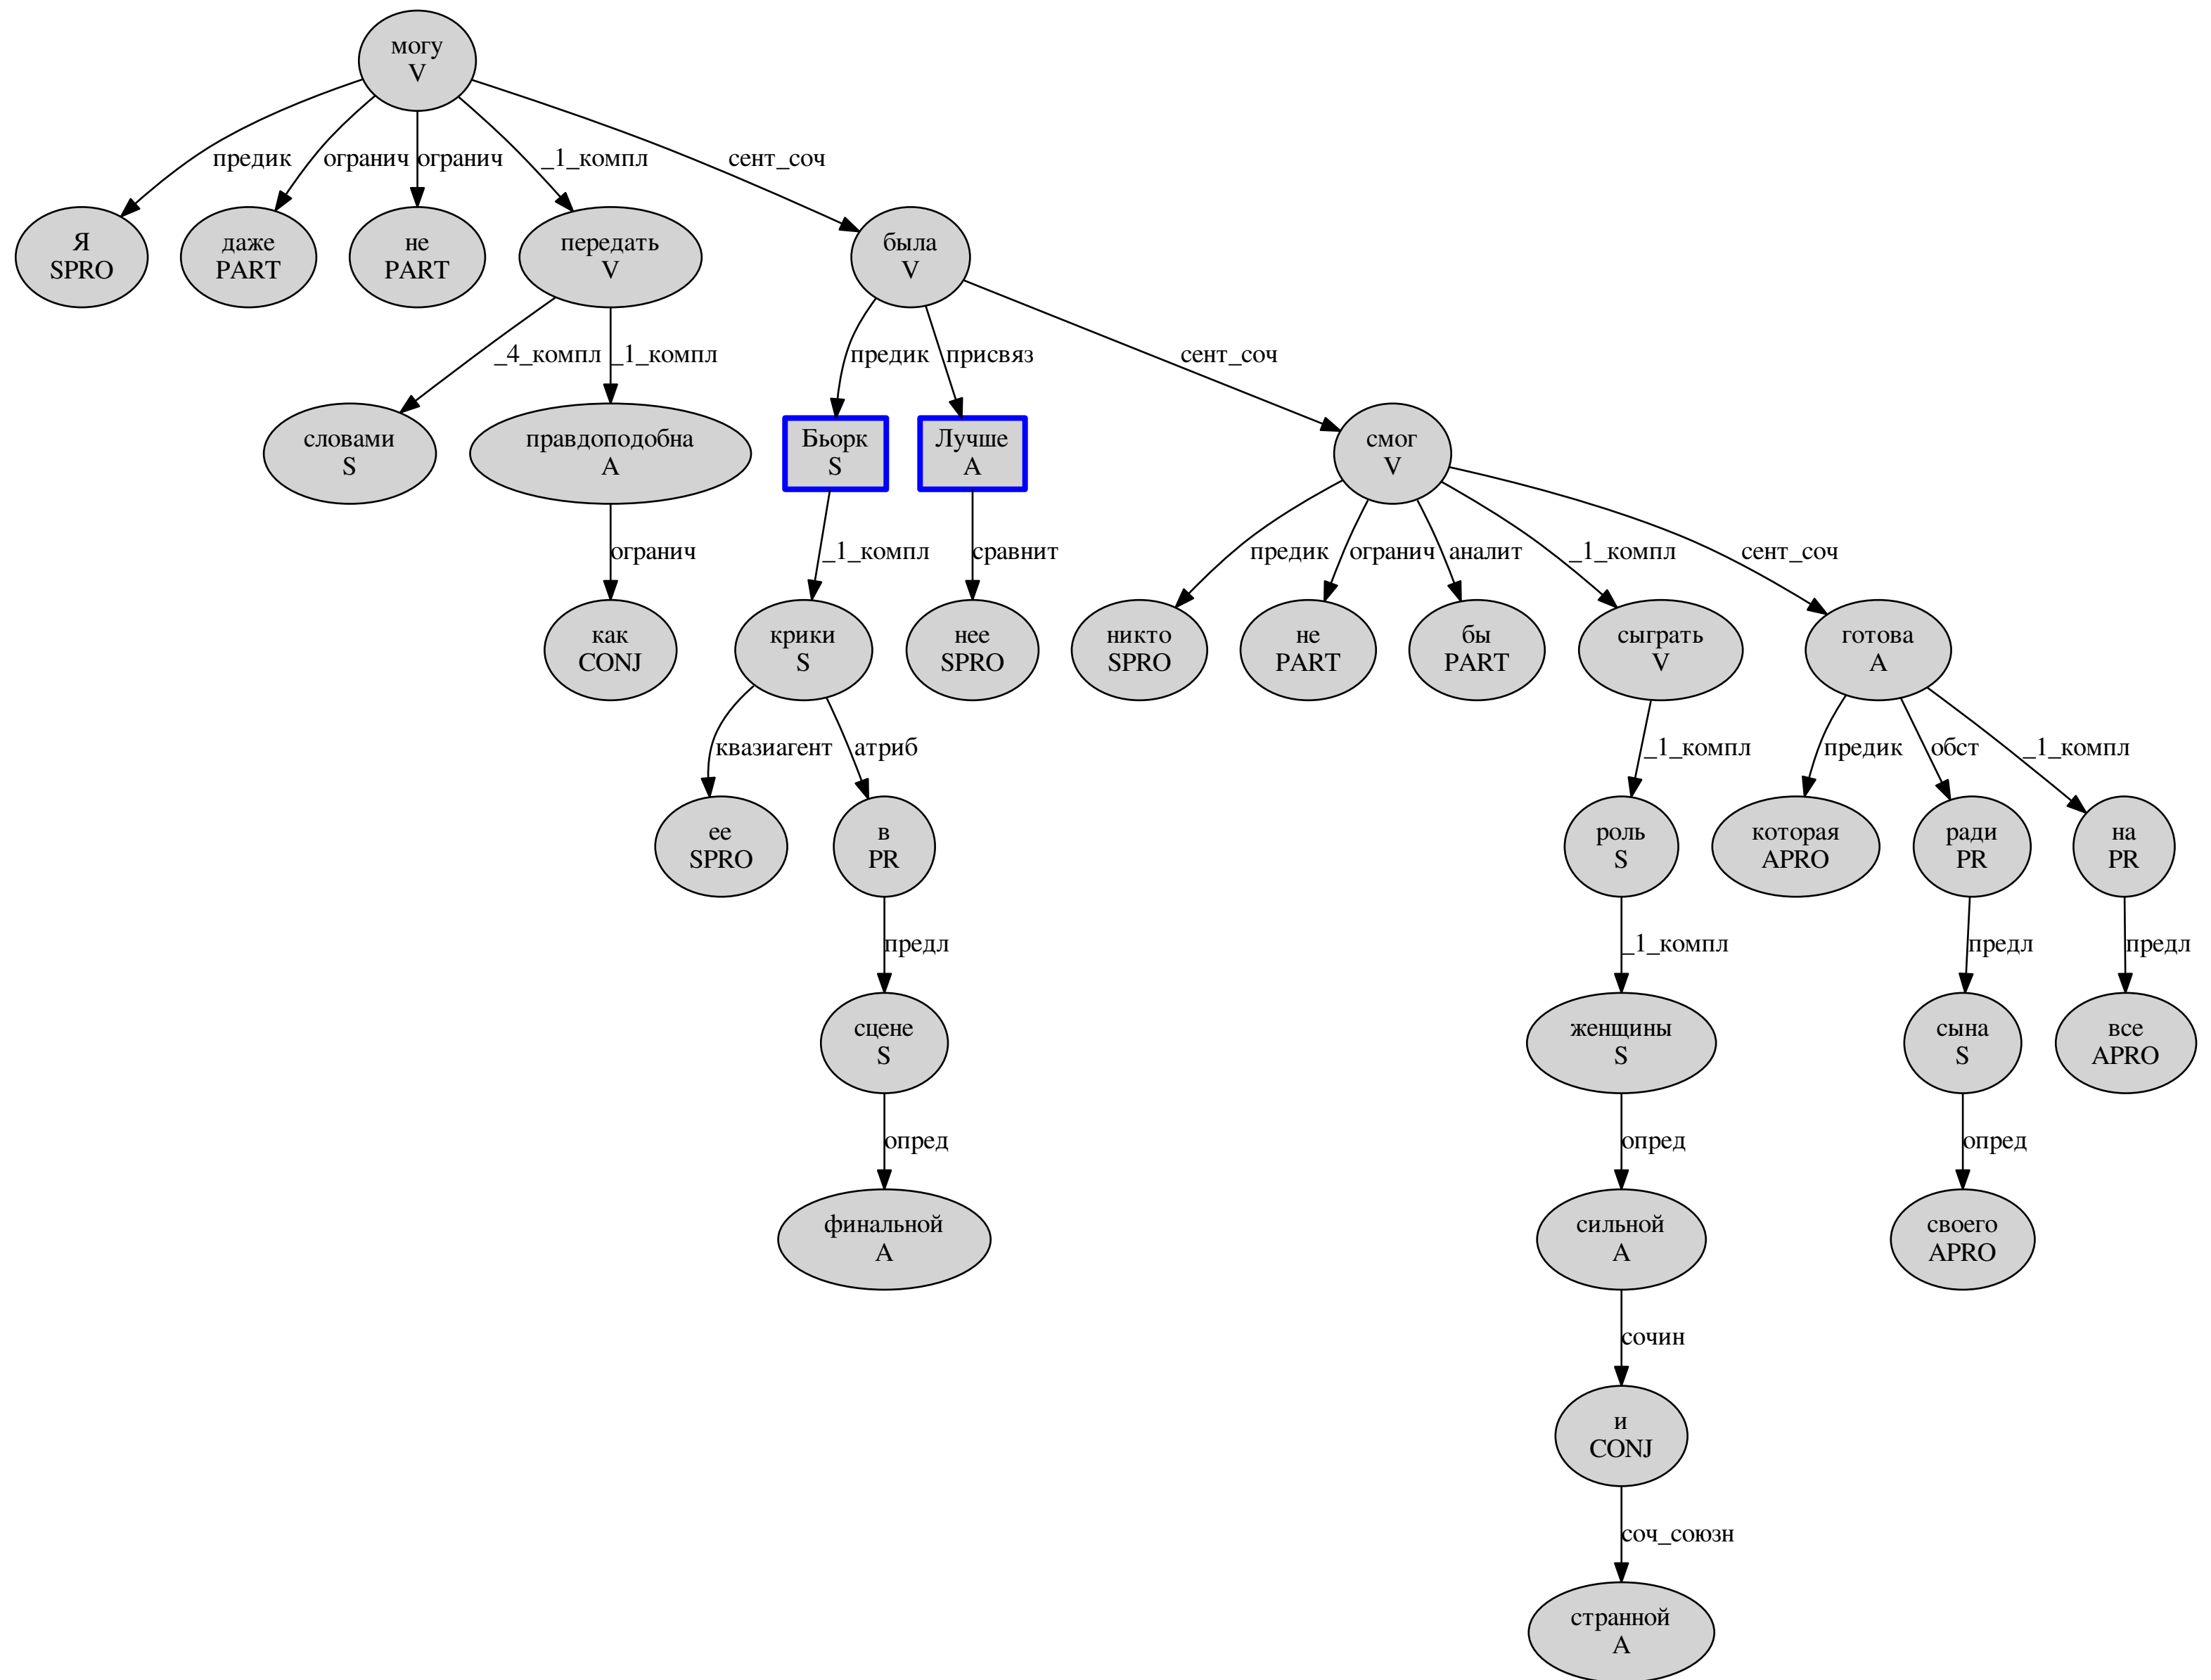 могу
V
предик
огранич
огранич
_1_компл
сент_соч
Я
SPRO
даже
PART
не
PART
передать
V
была
V
_4_компл
_1_компл
предик
присвяз
сент_соч
словами
S
правдоподобна
A
Бьорк
S
Лучше
A
смог
V
огранич
_1_компл
сравнит
предик
огранич
аналит
_1_компл
сент_соч
как
CONJ
крики
S
нее
SPRO
никто
SPRO
не
PART
бы
PART
сыграть
V
готова
A
квазиагент
атриб
_1_компл
предик
обст
_1_компл
ее
SPRO
в
PR
роль
S
которая
APRO
ради
PR
на
PR
предл
_1_компл
предл
предл
сцене
S
женщины
S
сына
S
все
APRO
опред
опред
опред
финальной
A
сильной
A
своего
APRO
сочин
и
CONJ
соч_союзн
странной
A